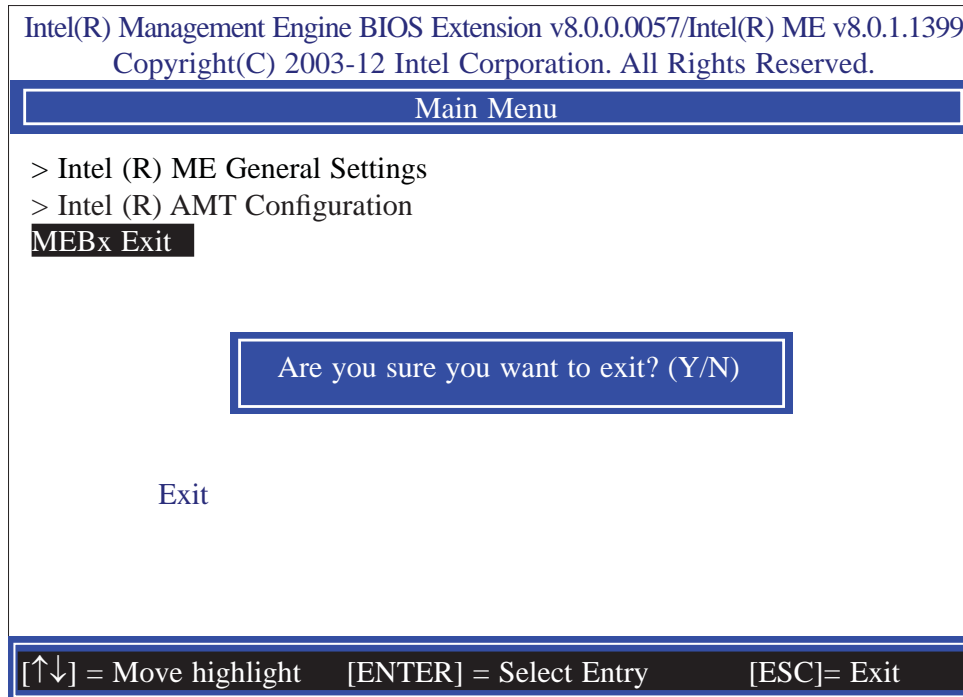 Intel(R) Management Engine BIOS Extension v8.0.0.0057/Intel(R) ME v8.0.1.1399
Copyright(C) 2003-12 Intel Corporation. All Rights Reserved.
Main Menu
> Intel (R) ME General Settings
> Intel (R) AMT Configuration
MEBx Exit
Are you sure you want to exit? (Y/N)
Exit
[↑↓] = Move highlight [ENTER] = Select Entry [ESC]= Exit